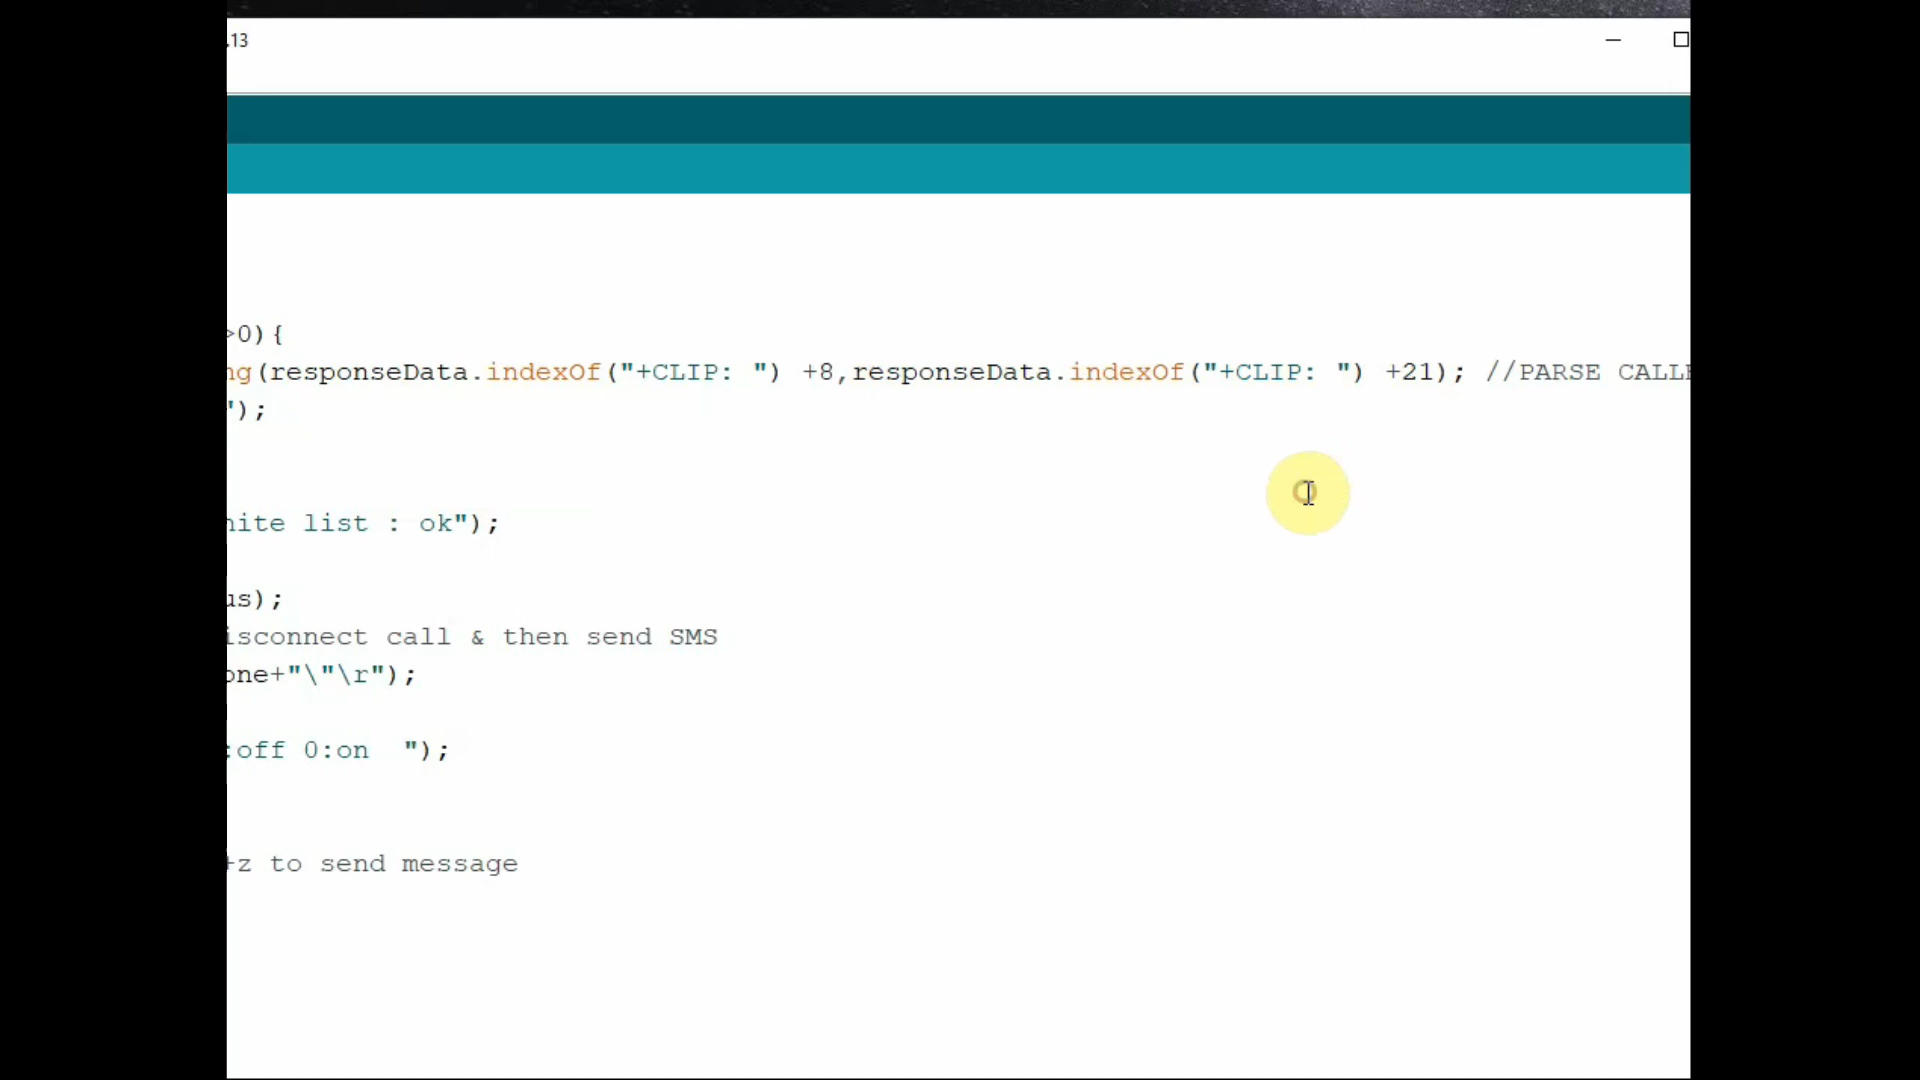 .13
>0){
ng(responseData.indexOf("+CLIP: ") +8,responseData.indexOf("+CLIP: ") +21); //PARSE CALLE
");
hite list : ok");
us);
isconnect call & then send SMS
one+"\"\r");
:off 0:on  ");
+z to send message